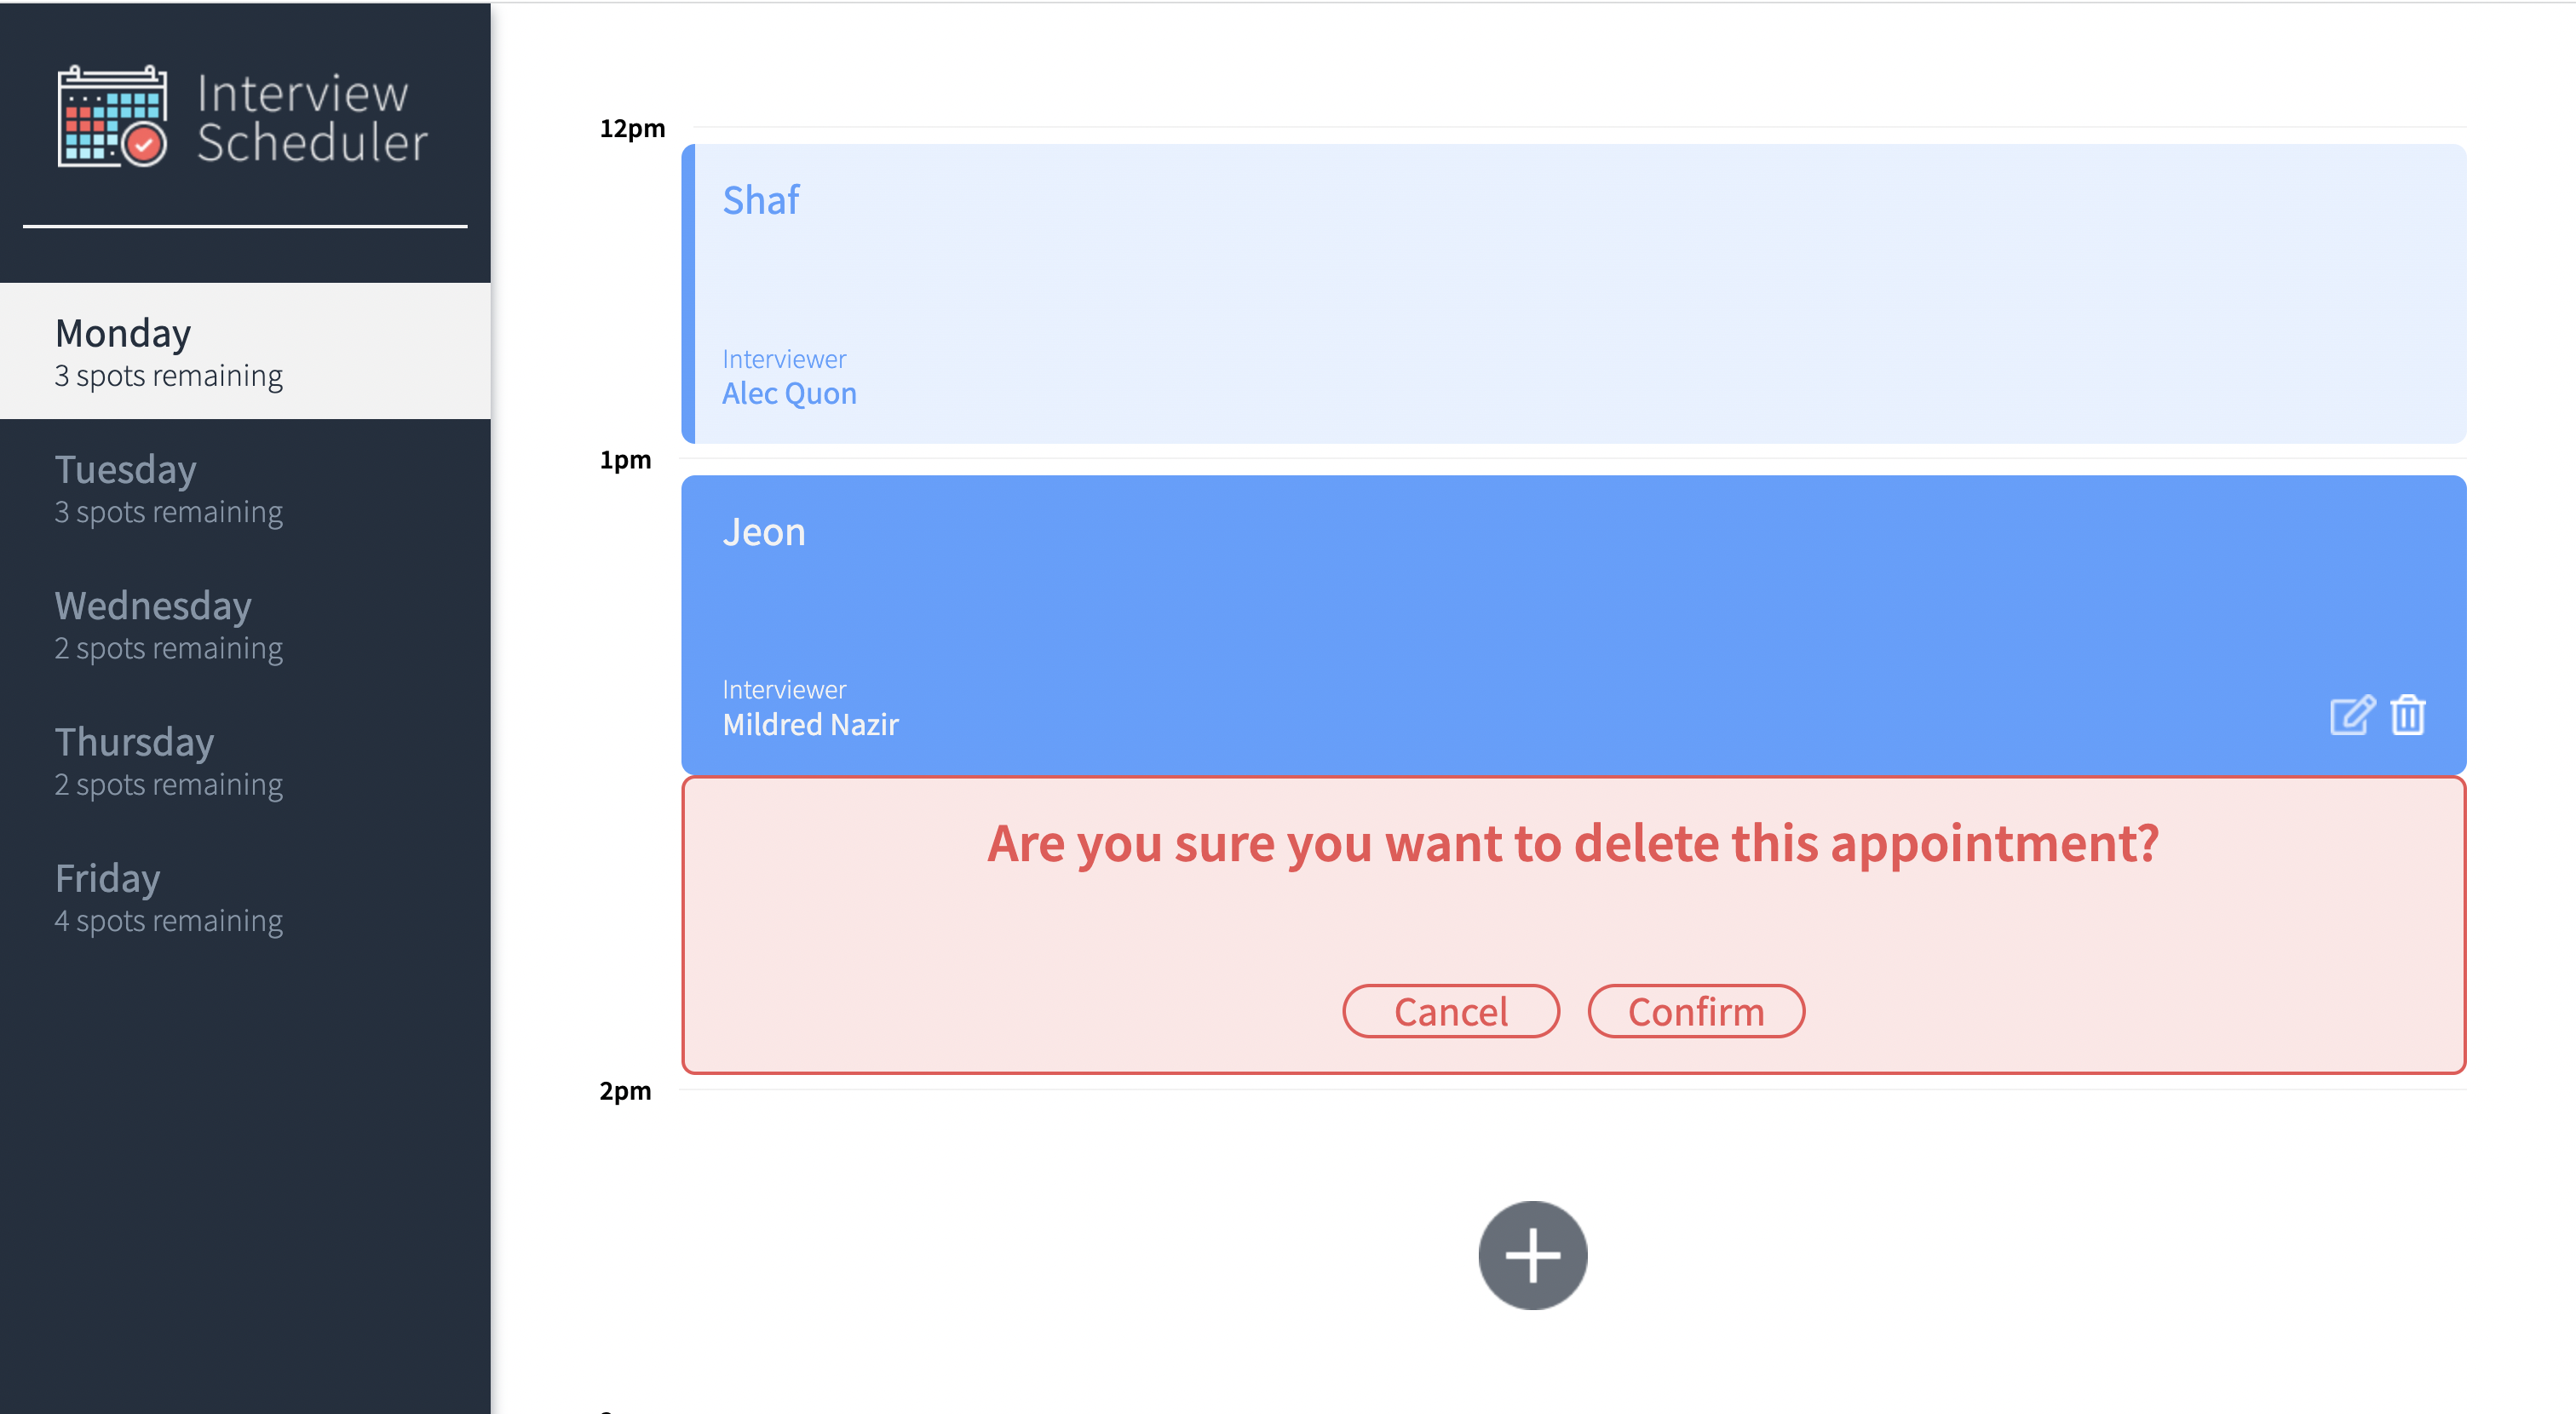 Interview
Scheduler
Monday
3 spots remaining
Tuesday
3 spots remaining
Wednesday
2 spots remaining
Thursday
2 spots remaining
Friday
4 spots remaining
12pm
Shaf
Interviewer
Alec Quon
1pm
Jeon
Interviewer
Mildred Nazir
Are you sure you want to delete this appointment?
Cancel
Confirm
2pm